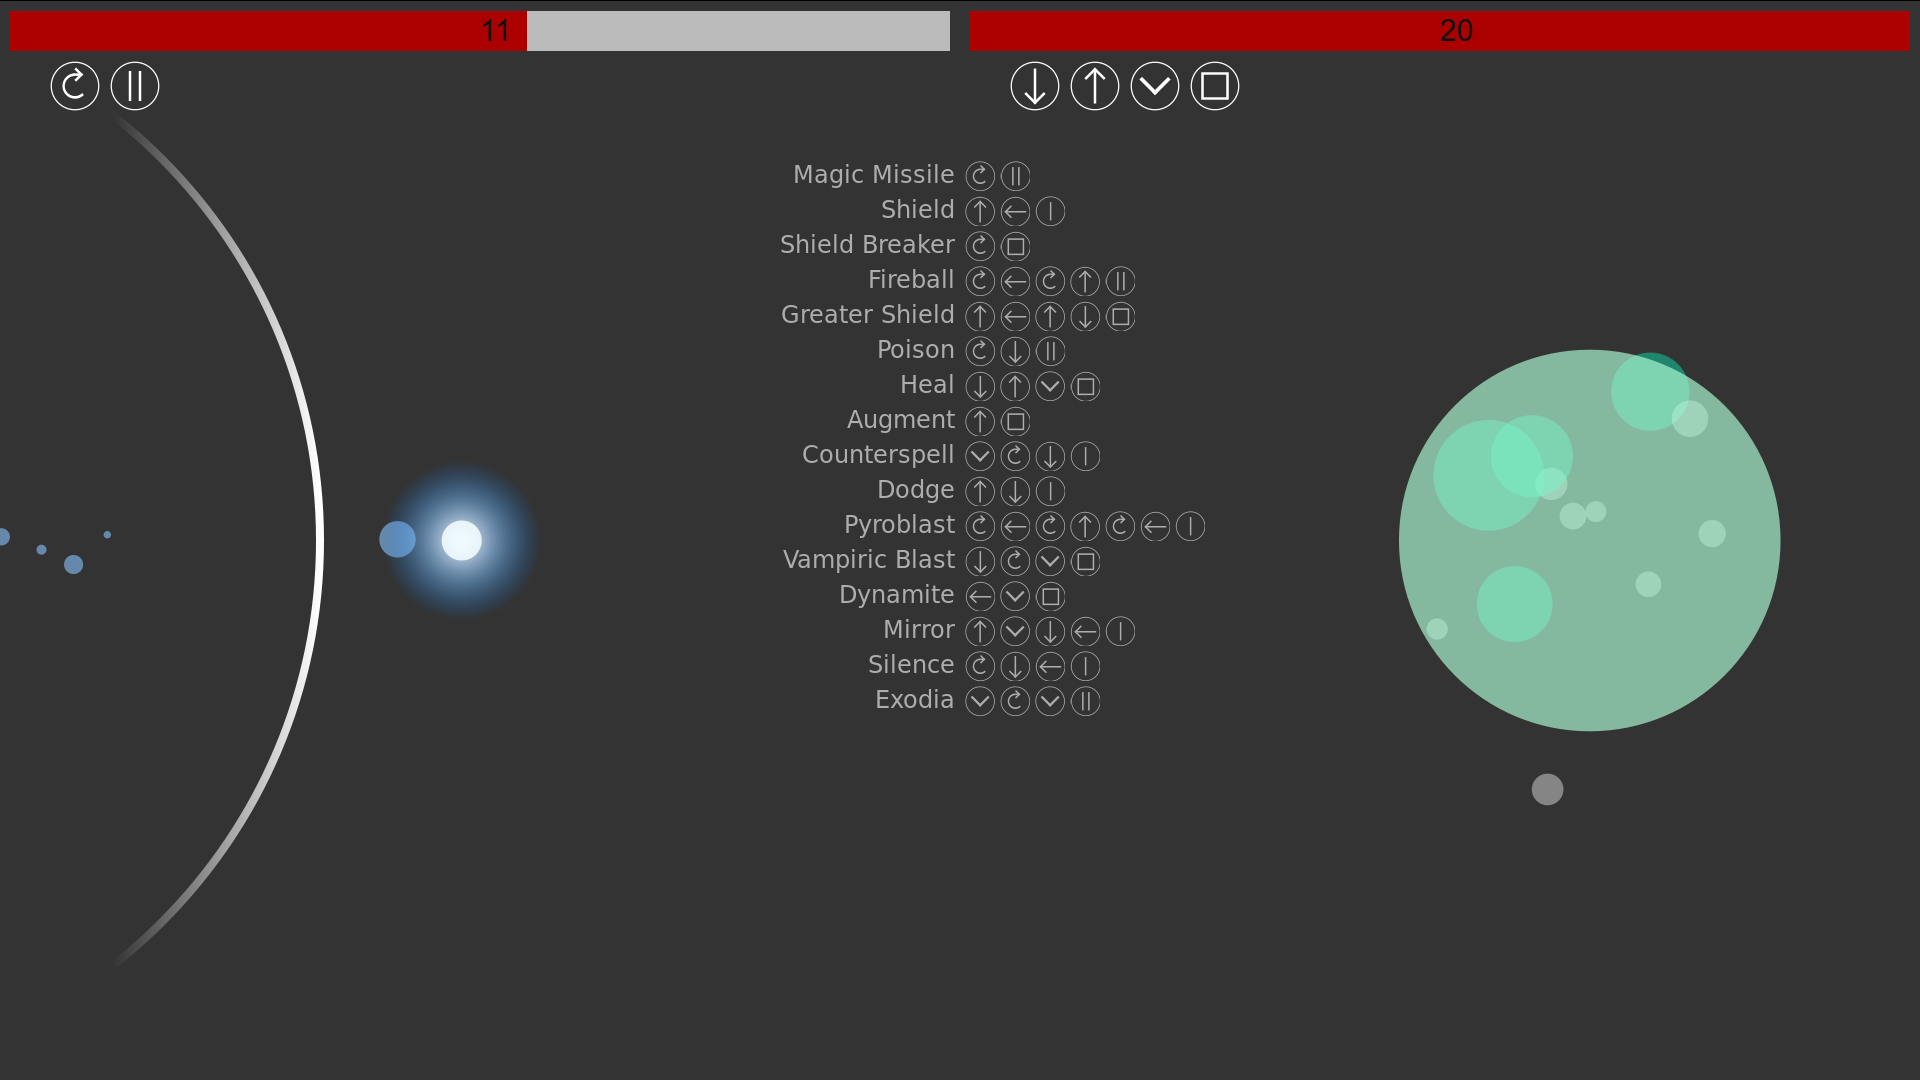 11
20
Magic Missile
Shield
Shield Breaker
Fireball
Greater Shield
Poison
Heal
Augment
Counterspell
Dodge
Pyroblast
Vampiric Blast
Dynamite
Mirror
Silence
Exodia